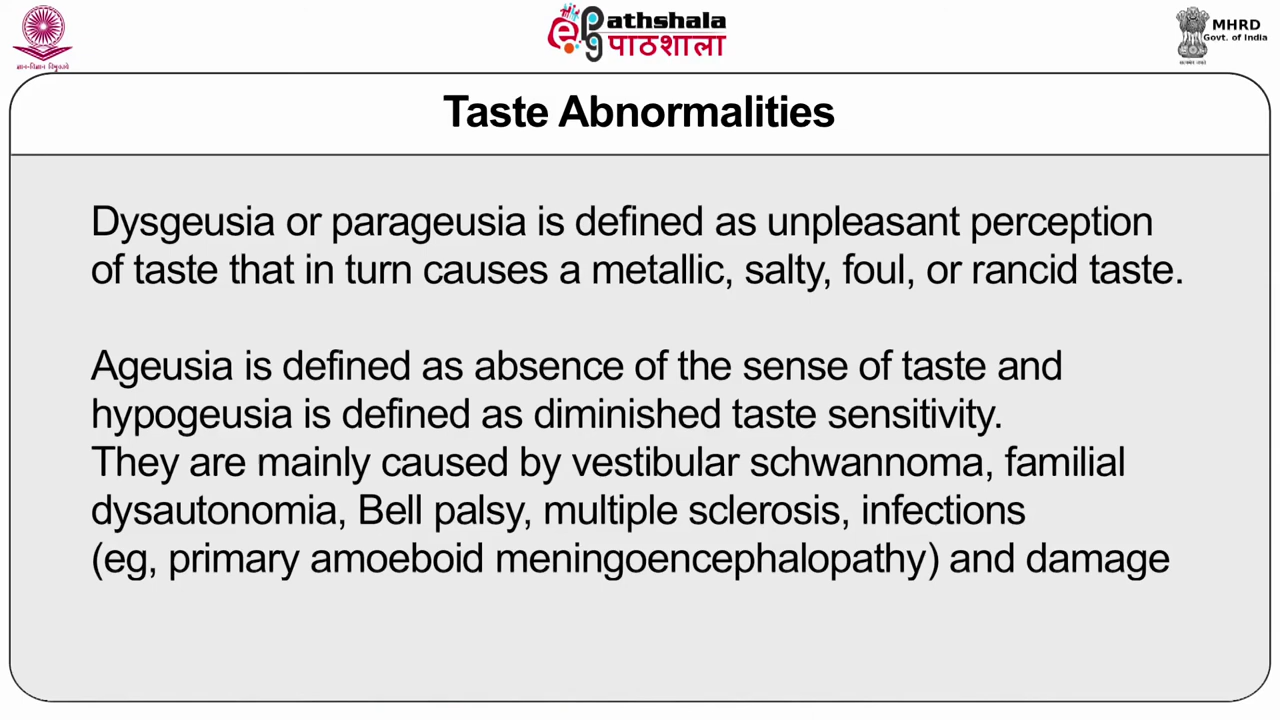 ePG Pathshala
पाठशाला
MHRD
Govt. of India
Taste Abnormalities
Dysgeusia or parageusia is defined as unpleasant perception
of taste that in turn causes a metallic, salty, foul, or rancid taste.
Ageusia is defined as absence of the sense of taste and
hypogeusia is defined as diminished taste sensitivity.
They are mainly caused by vestibular schwannoma, familial
dysautonomia, Bell palsy, multiple sclerosis, infections
(eg, primary amoeboid meningoencephalopathy) and damage